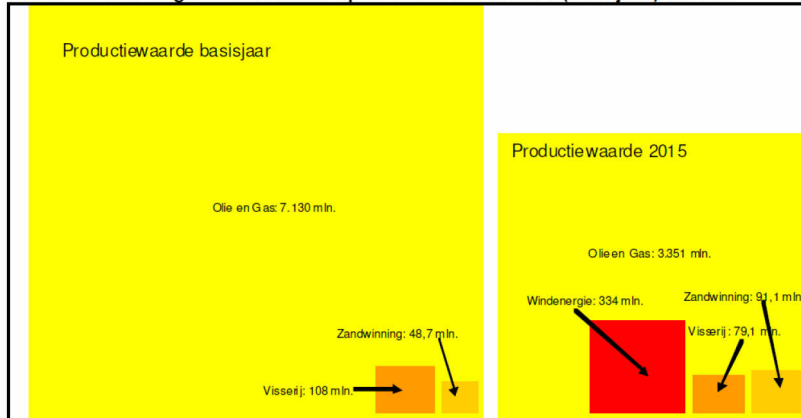 Productiewaarde basisjaar
Olie en Gas: 7.130 mln.
Zandwinning: 48,7 mln.
Visserij: 108 mln.
Productiewaarde 2015
Olie en Gas: 3.351 mln.
Windenergie: 334 mln.
Zandwinning: 91,1 mln
Visserij: 79,1 mln.